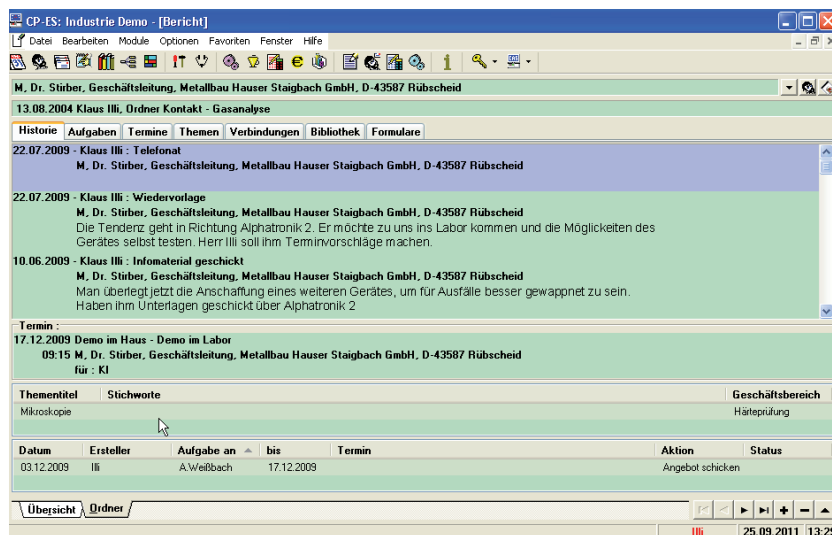 CP-ES: Industrie Demo - [Bericht]
Datei Bearbeiten Module Optionen Favoriten Fenster Hilfe
M, Dr. Stirber, Geschäftsleitung, Metallbau Hauser Staigbach GmbH, D-43587 Rübscheid
13.08.2004 Klaus Illi, Ordner Kontakt - Gasanalyse
Historie Aufgaben Termine Themen Verbindungen Bibliothek Formulare
22.07.2009 - Klaus Illi : Telefonat
M, Dr. Stirber, Geschäftsleitung, Metallbau Hauser Staigbach GmbH, D-43587 Rübscheid
22.07.2009 - Klaus Illi : Wiedervorlage
M, Dr. Stirber, Geschäftsleitung, Metallbau Hauser Staigbach GmbH, D-43587 Rübscheid
Die Tendenz geht in Richtung Alphatronik 2. Er möchte zu uns ins Labor kommen und die Möglickeiten des
Gerätes selbst testen. Herr Illi soll ihm Terminvorschläge machen.
10.06.2009 - Klaus Illi : Infomaterial geschickt
M, Dr. Stirber, Geschäftsleitung, Metallbau Hauser Staigbach GmbH, D-43587 Rübscheid
Man überlegt jetzt die Anschaffung eines weiteren Gerätes, um für Ausfälle besser gewappnet zu sein.
Haben ihm Unterlagen geschickt über Alphatronik 2
Termin :
17.12.2009 Demo im Haus - Demo im Labor
09:15 M, Dr. Stirber, Geschäftsleitung, Metallbau Hauser Staigbach GmbH, D-43587 Rübscheid
für : KI
Thementitel Stichworte Geschäftsbereich
Mikroskopie Härteprüfung
Datum Ersteller Aufgabe an bis Termin Aktion Status
03.12.2009 Illi A.Weißbach 17.12.2009 Angebot schicken
Übersicht Ordner
Illi 25.09.2011 13:29